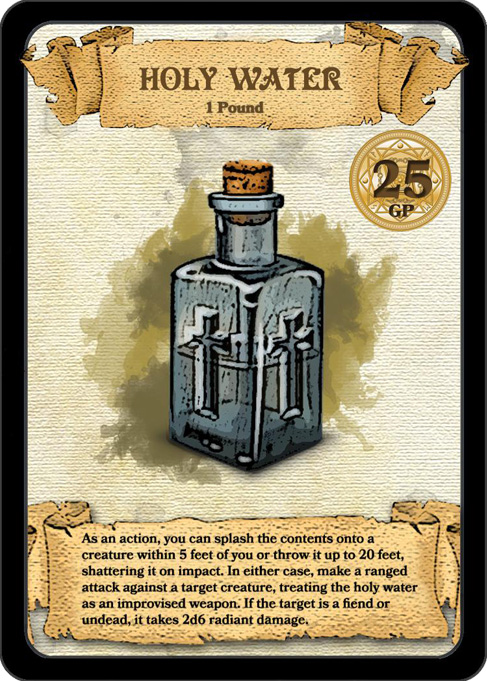 HOLY WATER
1 Pound
25
GP
As an action, you can splash the contents onto a
creature within 5 feet of you or throw it up to 20 feet,
shattering it on impact. In either case, make a ranged
attack against a target creature, treating the holy water
as an improvised weapon. If the target is a fiend or
undead, it takes 2d6 radiant damage.